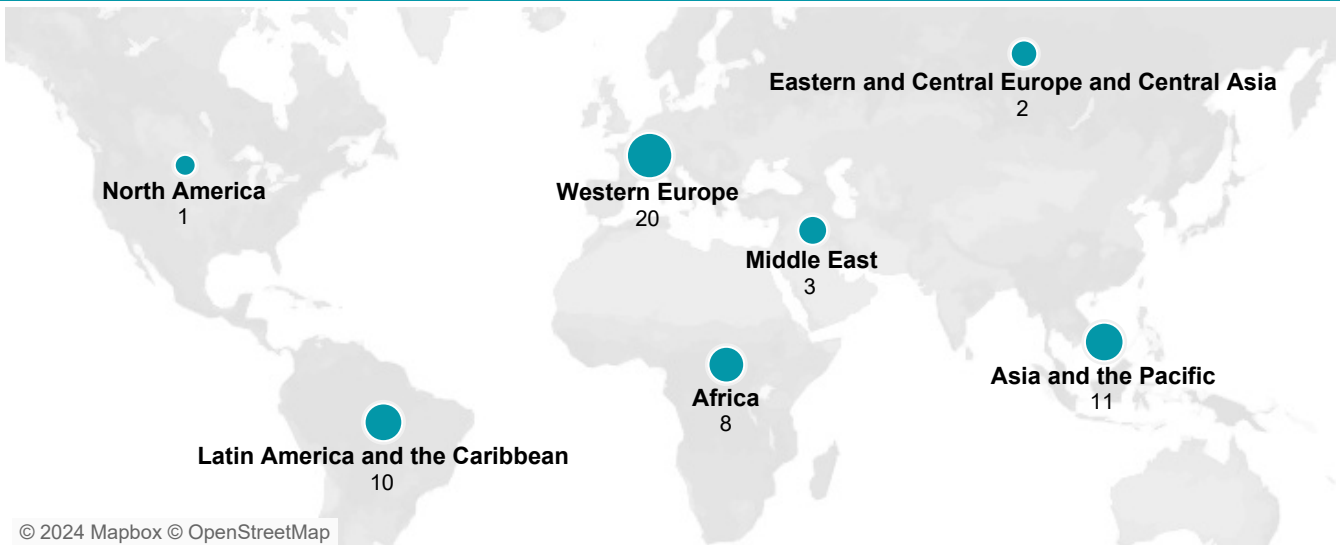 Eastern and Central Europe and Central Asia
2
North America
1
Western Europe
20
Middle East
3
Asia and the Pacific
11
Africa
8
Latin America and the Caribbean
10
© 2024 Mapbox © OpenStreetMap